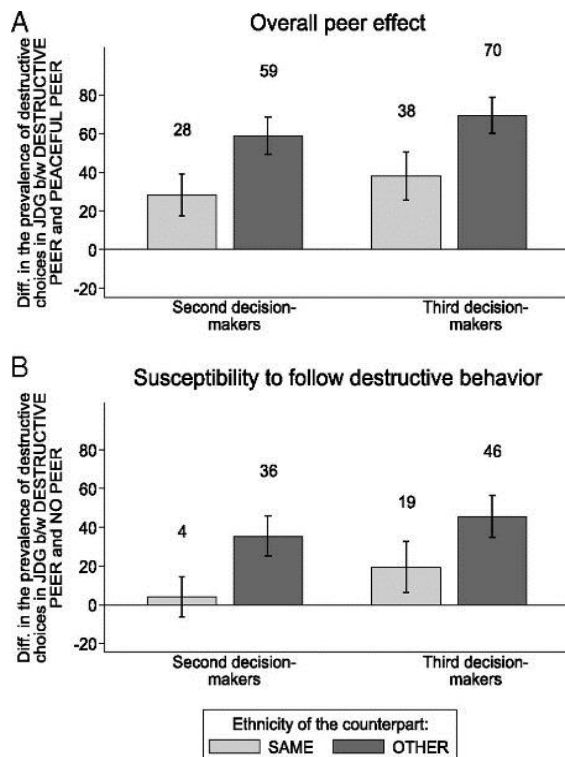 A
Overall peer effect
Diff. in the prevalence of destructive
choices in JDG b/w DESTRUCTIVE
PEER and PEACEFUL PEER
80
60
40
20
0
-20
28
59
38
70
Second decision-
makers
Third decision-
makers
B
Susceptibility to follow destructive behavior
Diff. in the prevalence of destructive
choices in JDG b/w DESTRUCTIVE
PEER and NO PEER
80
60
40
20
0
-20
4
36
19
46
Second decision-
makers
Third decision-
makers
Ethnicity of the counterpart:
SAME
OTHER